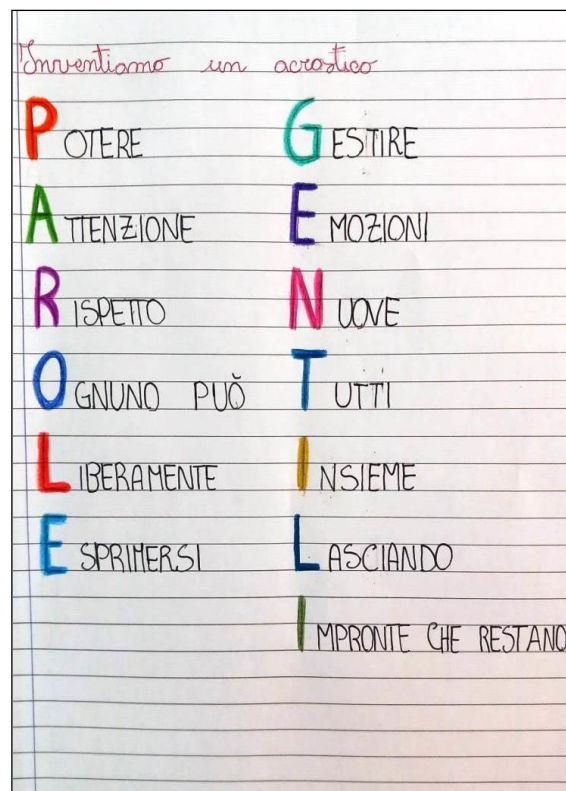 Inventiamo un acrostico
POTERE
ATTENZIONE
RISPETTO
OGNUNO PUÒ
LIBERAMENTE
ESPRIMERSI
GESTIRE
EMOZIONI
NUOVE
TUTTI
INSIEME
LASCIANDO
IMPRONTE CHE RESTANO